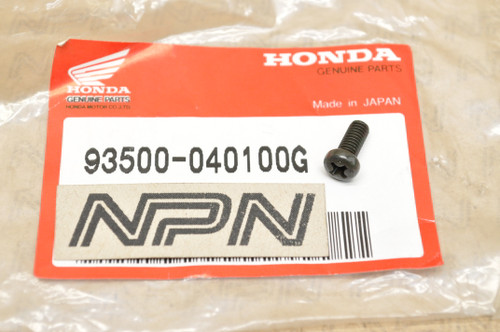 HONDA
GENUINE PARTS
HONDA MOTOR CO.,LTD.
HONDA
GENUINE PARTS
Made in JAPAN
93500-040100G
NPN